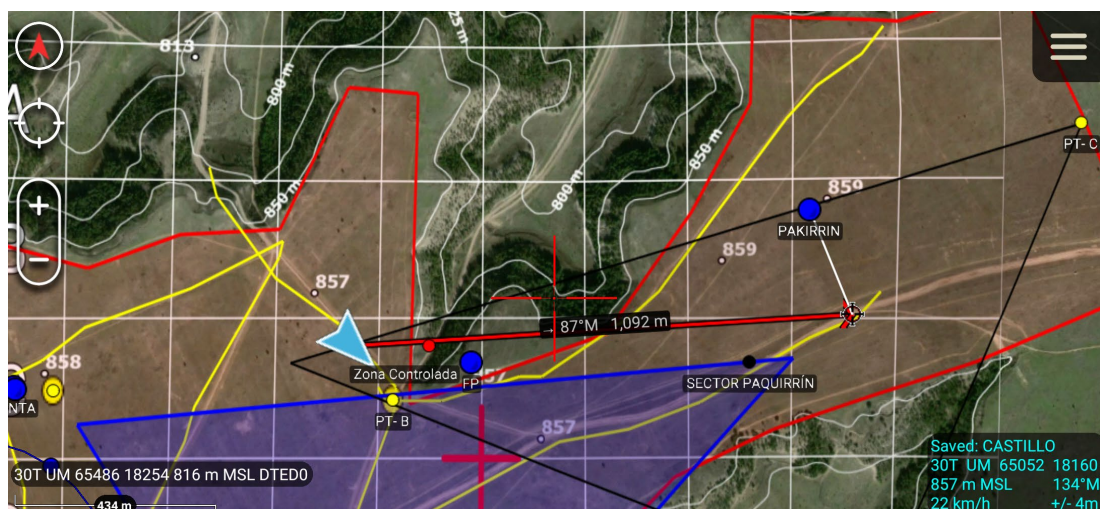 813
800 m
850 m
800 m
850 m
859
PT- C
PAKIRRIN
859
857
→ 87°M 1,092 m
858
Zona Controlada
FP
SECTOR PAQUIRRÍN
NTA
PT- B
857
30T UM 65486 18254 816 m MSL DTED0
434 m
Saved: CASTILLO
30T UM 65052 18160
857 m MSL 134°M
22 km/h +/- 4m